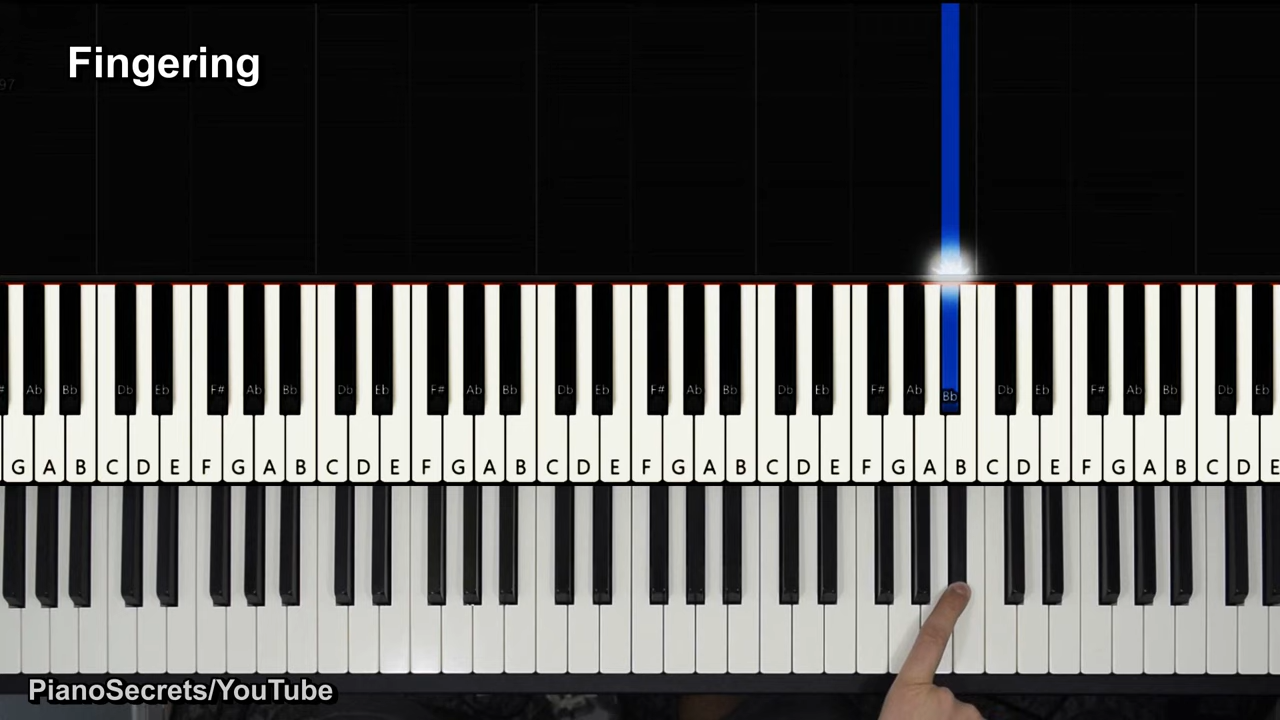 Fingering
97
# Ab Bb Db Eb F# Ab Bb Db Eb F# Ab Bb Db Eb F# Ab Bb Db Eb F# Ab Bb Db Eb F# Ab Bb Db Eb
G A B C D E F G A B C D E F G A B C D E F G A B C D E F G A B C D E F G A B C D E
PianoSecrets/YouTube